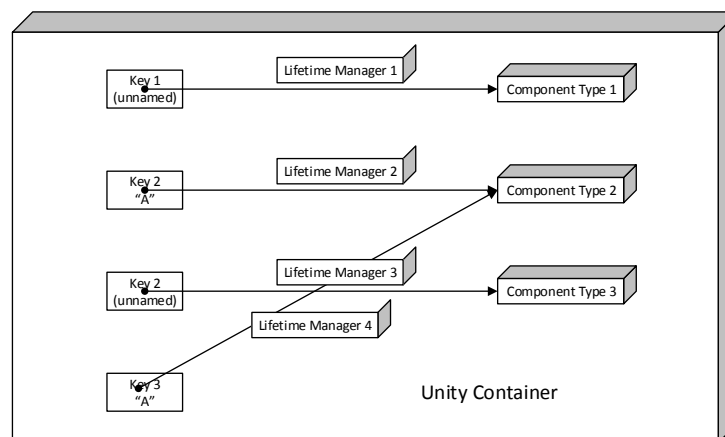 Key 1
(unnamed)
Lifetime Manager 1
Component Type 1
Key 2
“A”
Lifetime Manager 2
Component Type 2
Key 2
(unnamed)
Lifetime Manager 3
Component Type 3
Lifetime Manager 4
Key 3
“A”
Unity Container